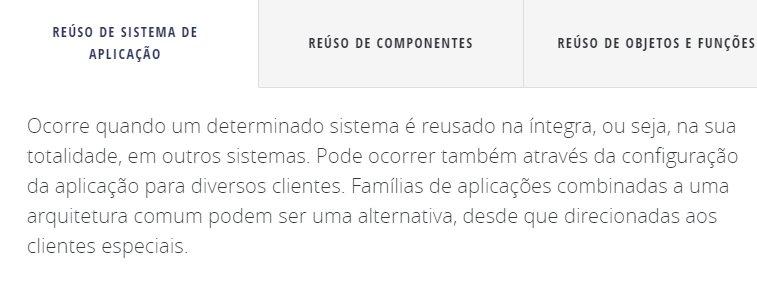 REÚSO DE SISTEMA DE
APLICAÇÃO
REÚSO DE COMPONENTES
REÚSO DE OBJETOS E FUNÇÕES
Ocorre quando um determinado sistema é reusado na íntegra, ou seja, na sua
totalidade, em outros sistemas. Pode ocorrer também através da configuração
da aplicação para diversos clientes. Famílias de aplicações combinadas a uma
arquitetura comum podem ser uma alternativa, desde que direcionadas aos
clientes especiais.